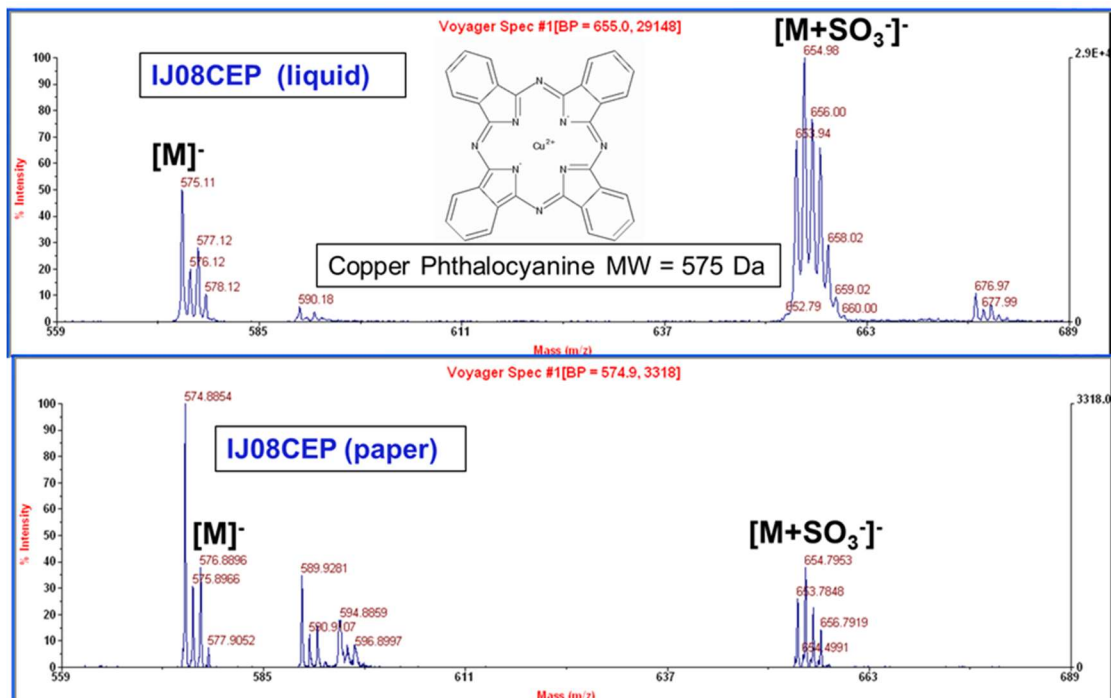 Voyager Spec #1[BP = 655.0, 29148]
[M+SO₃⁻]⁻
IJ08CEP (liquid)
[M]⁻
% Intensity
100
90
80
70
60
50
40
30
20
10
0
2.9E+4
0
575.11
576.12
577.12
578.12
590.18
652.79
653.94
654.98
656.00
658.02
659.02
660.00
676.97
677.99
N
N
N
N
N⁻
N⁻
N
N
Cu²⁺
Copper Phthalocyanine MW = 575 Da
559 585 611 637 663 689
Mass (m/z)
Voyager Spec #1[BP = 574.9, 3318]
IJ08CEP (paper)
[M]⁻
[M+SO₃⁻]⁻
% Intensity
100
90
80
70
60
50
40
30
20
10
0
3318.0
0
574.8854
575.8966
576.8896
577.9052
589.9281
594.8859
596.8997
653.7848
654.4991
654.7953
656.7919
559 585 611 637 663 689
Mass (m/z)